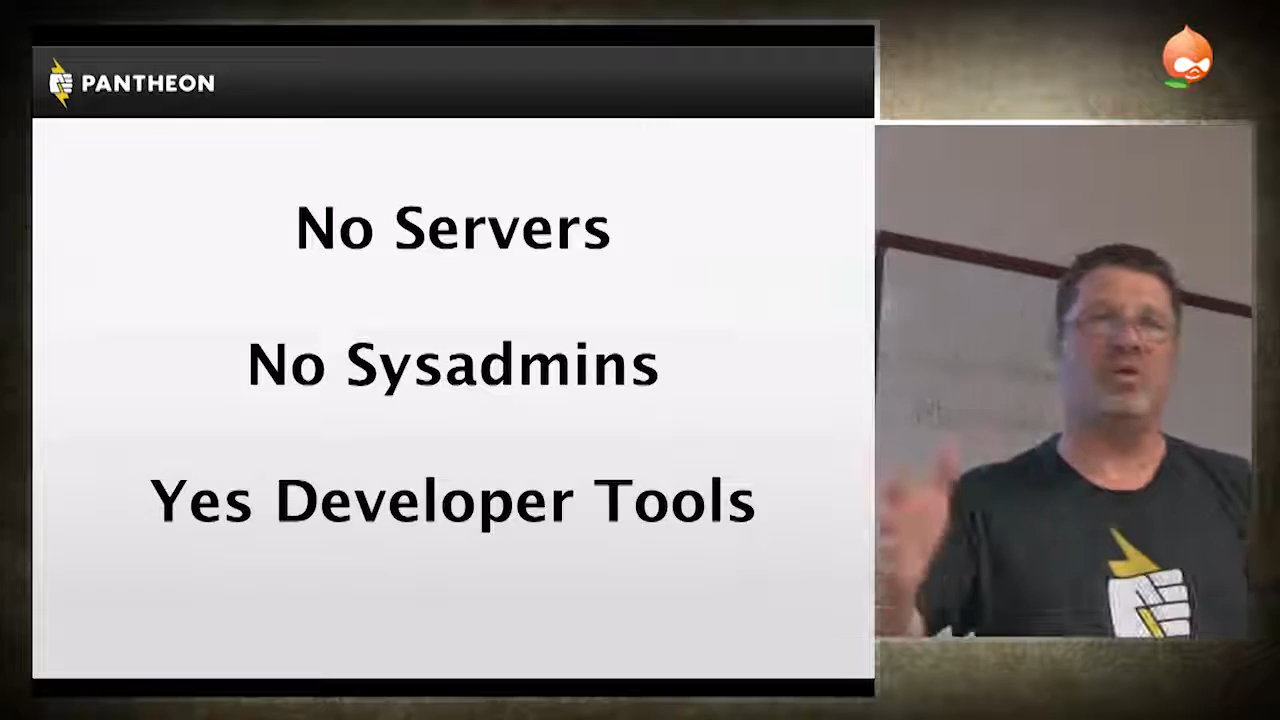 PANTHEON
No Servers
No Sysadmins
Yes Developer Tools